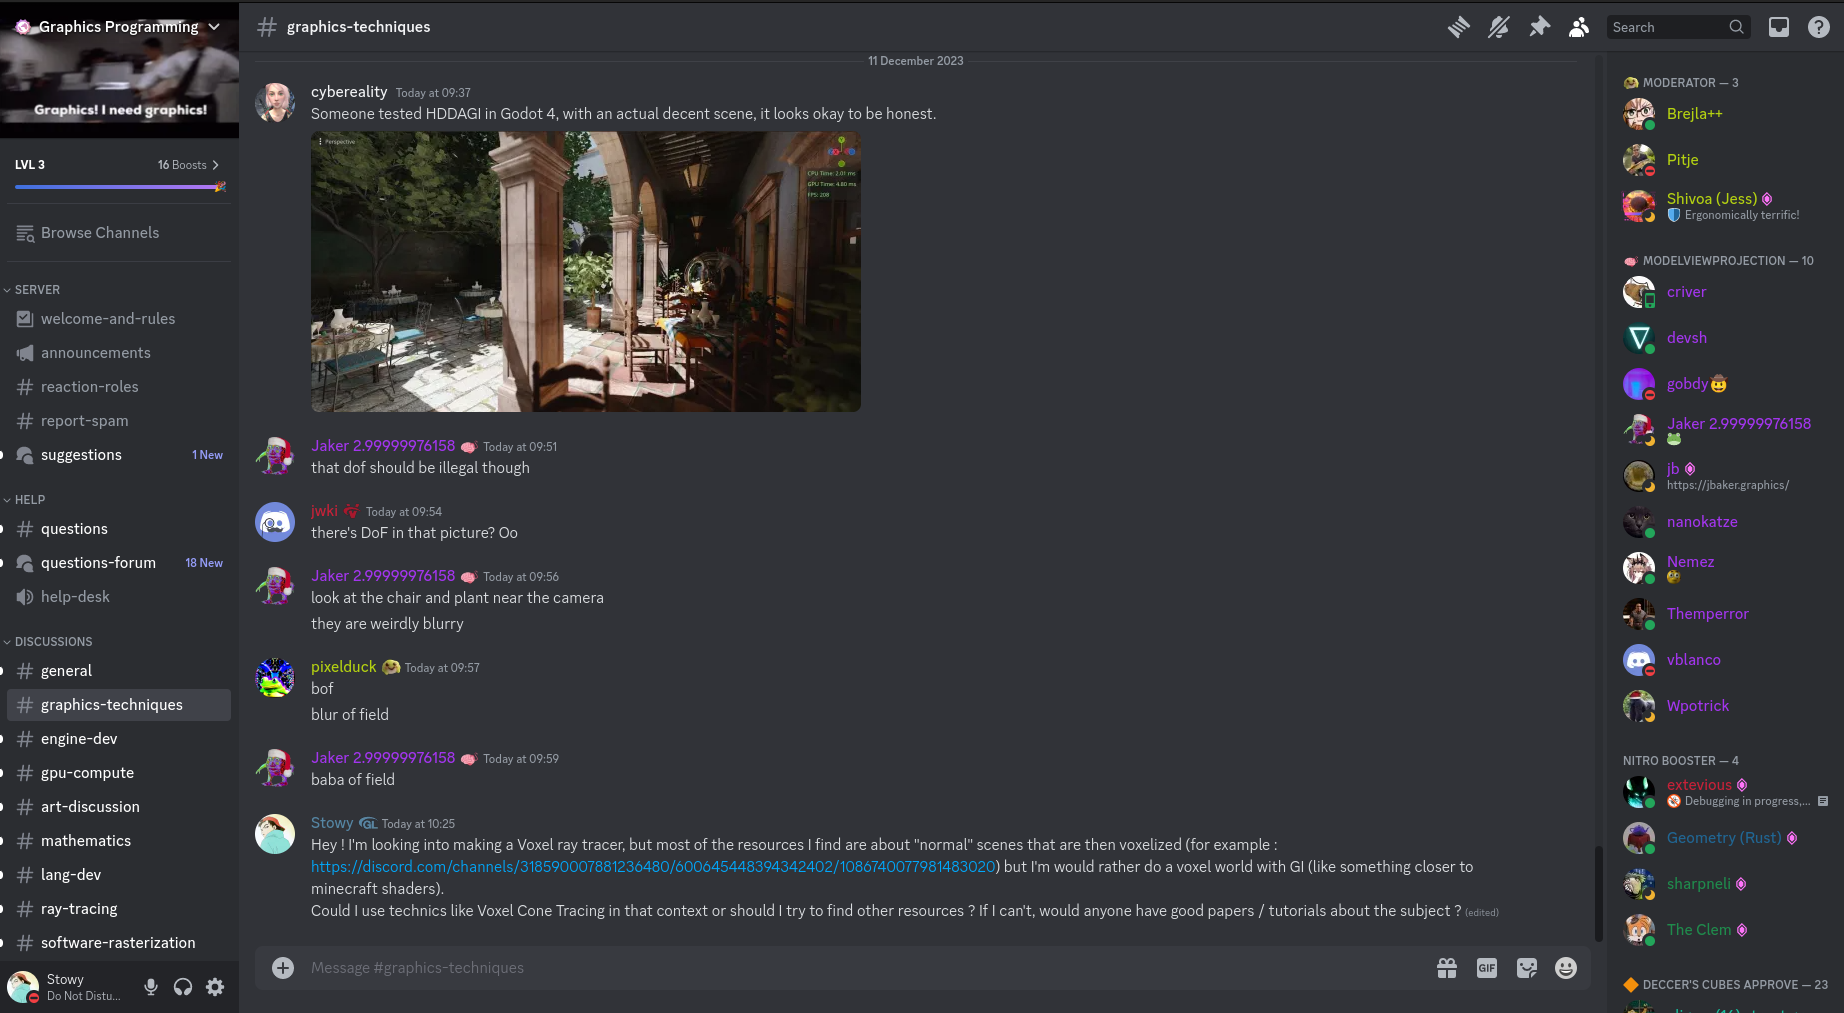 Graphics Programming
Graphics! I need graphics!
LVL 3
16 Boosts
Browse Channels
SERVER
welcome-and-rules
announcements
reaction-roles
report-spam
suggestions
1 New
HELP
questions
questions-forum
18 New
help-desk
DISCUSSIONS
general
graphics-techniques
engine-dev
gpu-compute
art-discussion
mathematics
lang-dev
ray-tracing
software-rasterization
Stowy
Do Not Distu...
graphics-techniques
Search
11 December 2023
cybereality Today at 09:37
Someone tested HDDAGI in Godot 4, with an actual decent scene, it looks okay to be honest.
Perspective
CPU Time: 2.01 ms
GPU Time: 4.80 ms
FPS: 208
Jaker 2.99999976158 Today at 09:51
that dof should be illegal though
jwki Today at 09:54
there's DoF in that picture? Oo
Jaker 2.99999976158 Today at 09:56
look at the chair and plant near the camera
they are weirdly blurry
pixelduck Today at 09:57
bof
blur of field
Jaker 2.99999976158 Today at 09:59
baba of field
Stowy GL Today at 10:25
Hey ! I'm looking into making a Voxel ray tracer, but most of the resources I find are about "normal" scenes that are then voxelized (for example :
https://discord.com/channels/318590007881236480/600645448394342402/1086740077981483020) but I'm would rather do a voxel world with GI (like something closer to
minecraft shaders).
Could I use technics like Voxel Cone Tracing in that context or should I try to find other resources ? If I can't, would anyone have good papers / tutorials about the subject ? (edited)
Message #graphics-techniques
GIF
MODERATOR — 3
Brejla++
Pitje
Shivoa (Jess)
Ergonomically terrific!
MODELVIEWPROJECTION — 10
criver
devsh
gobdy
Jaker 2.99999976158
jb
https://jbaker.graphics/
nanokatze
Nemez
Themperror
vblanco
Wpotrick
NITRO BOOSTER — 4
extevious
Debugging in progress,...
Geometry (Rust)
sharpneli
The Clem
DECCER'S CUBES APPROVE — 23